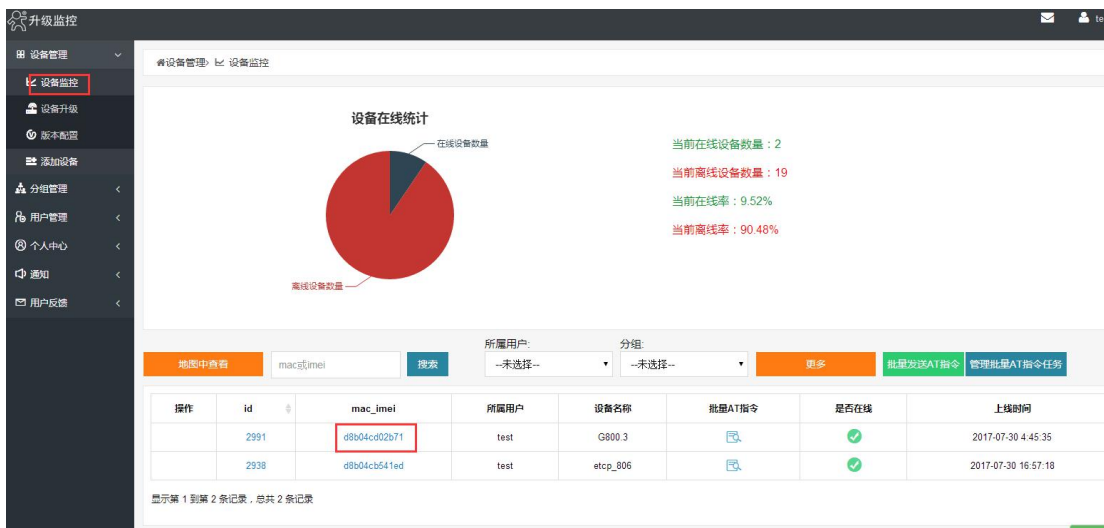 升级监控
te
设备管理
设备监控
设备升级
版本配置
添加设备
分组管理
用户管理
个人中心
通知
用户反馈
设备管理> 设备监控
设备在线统计
在线设备数量
离线设备数量
当前在线设备数量：2
当前离线设备数量：19
当前在线率：9.52%
当前离线率：90.48%
所属用户: 分组:
地图中查看 mac或imei 搜索 --未选择-- --未选择-- 更多 批量发送AT指令 管理批量AT指令任务
操作 id mac_imei 所属用户 设备名称 批量AT指令 是否在线 上线时间
2991 d8b04cd02b71 test G800.3 2017-07-30 4:45:35
2938 d8b04cb541ed test etcp_806 2017-07-30 16:57:18
显示第 1 到第 2 条记录，总共 2 条记录